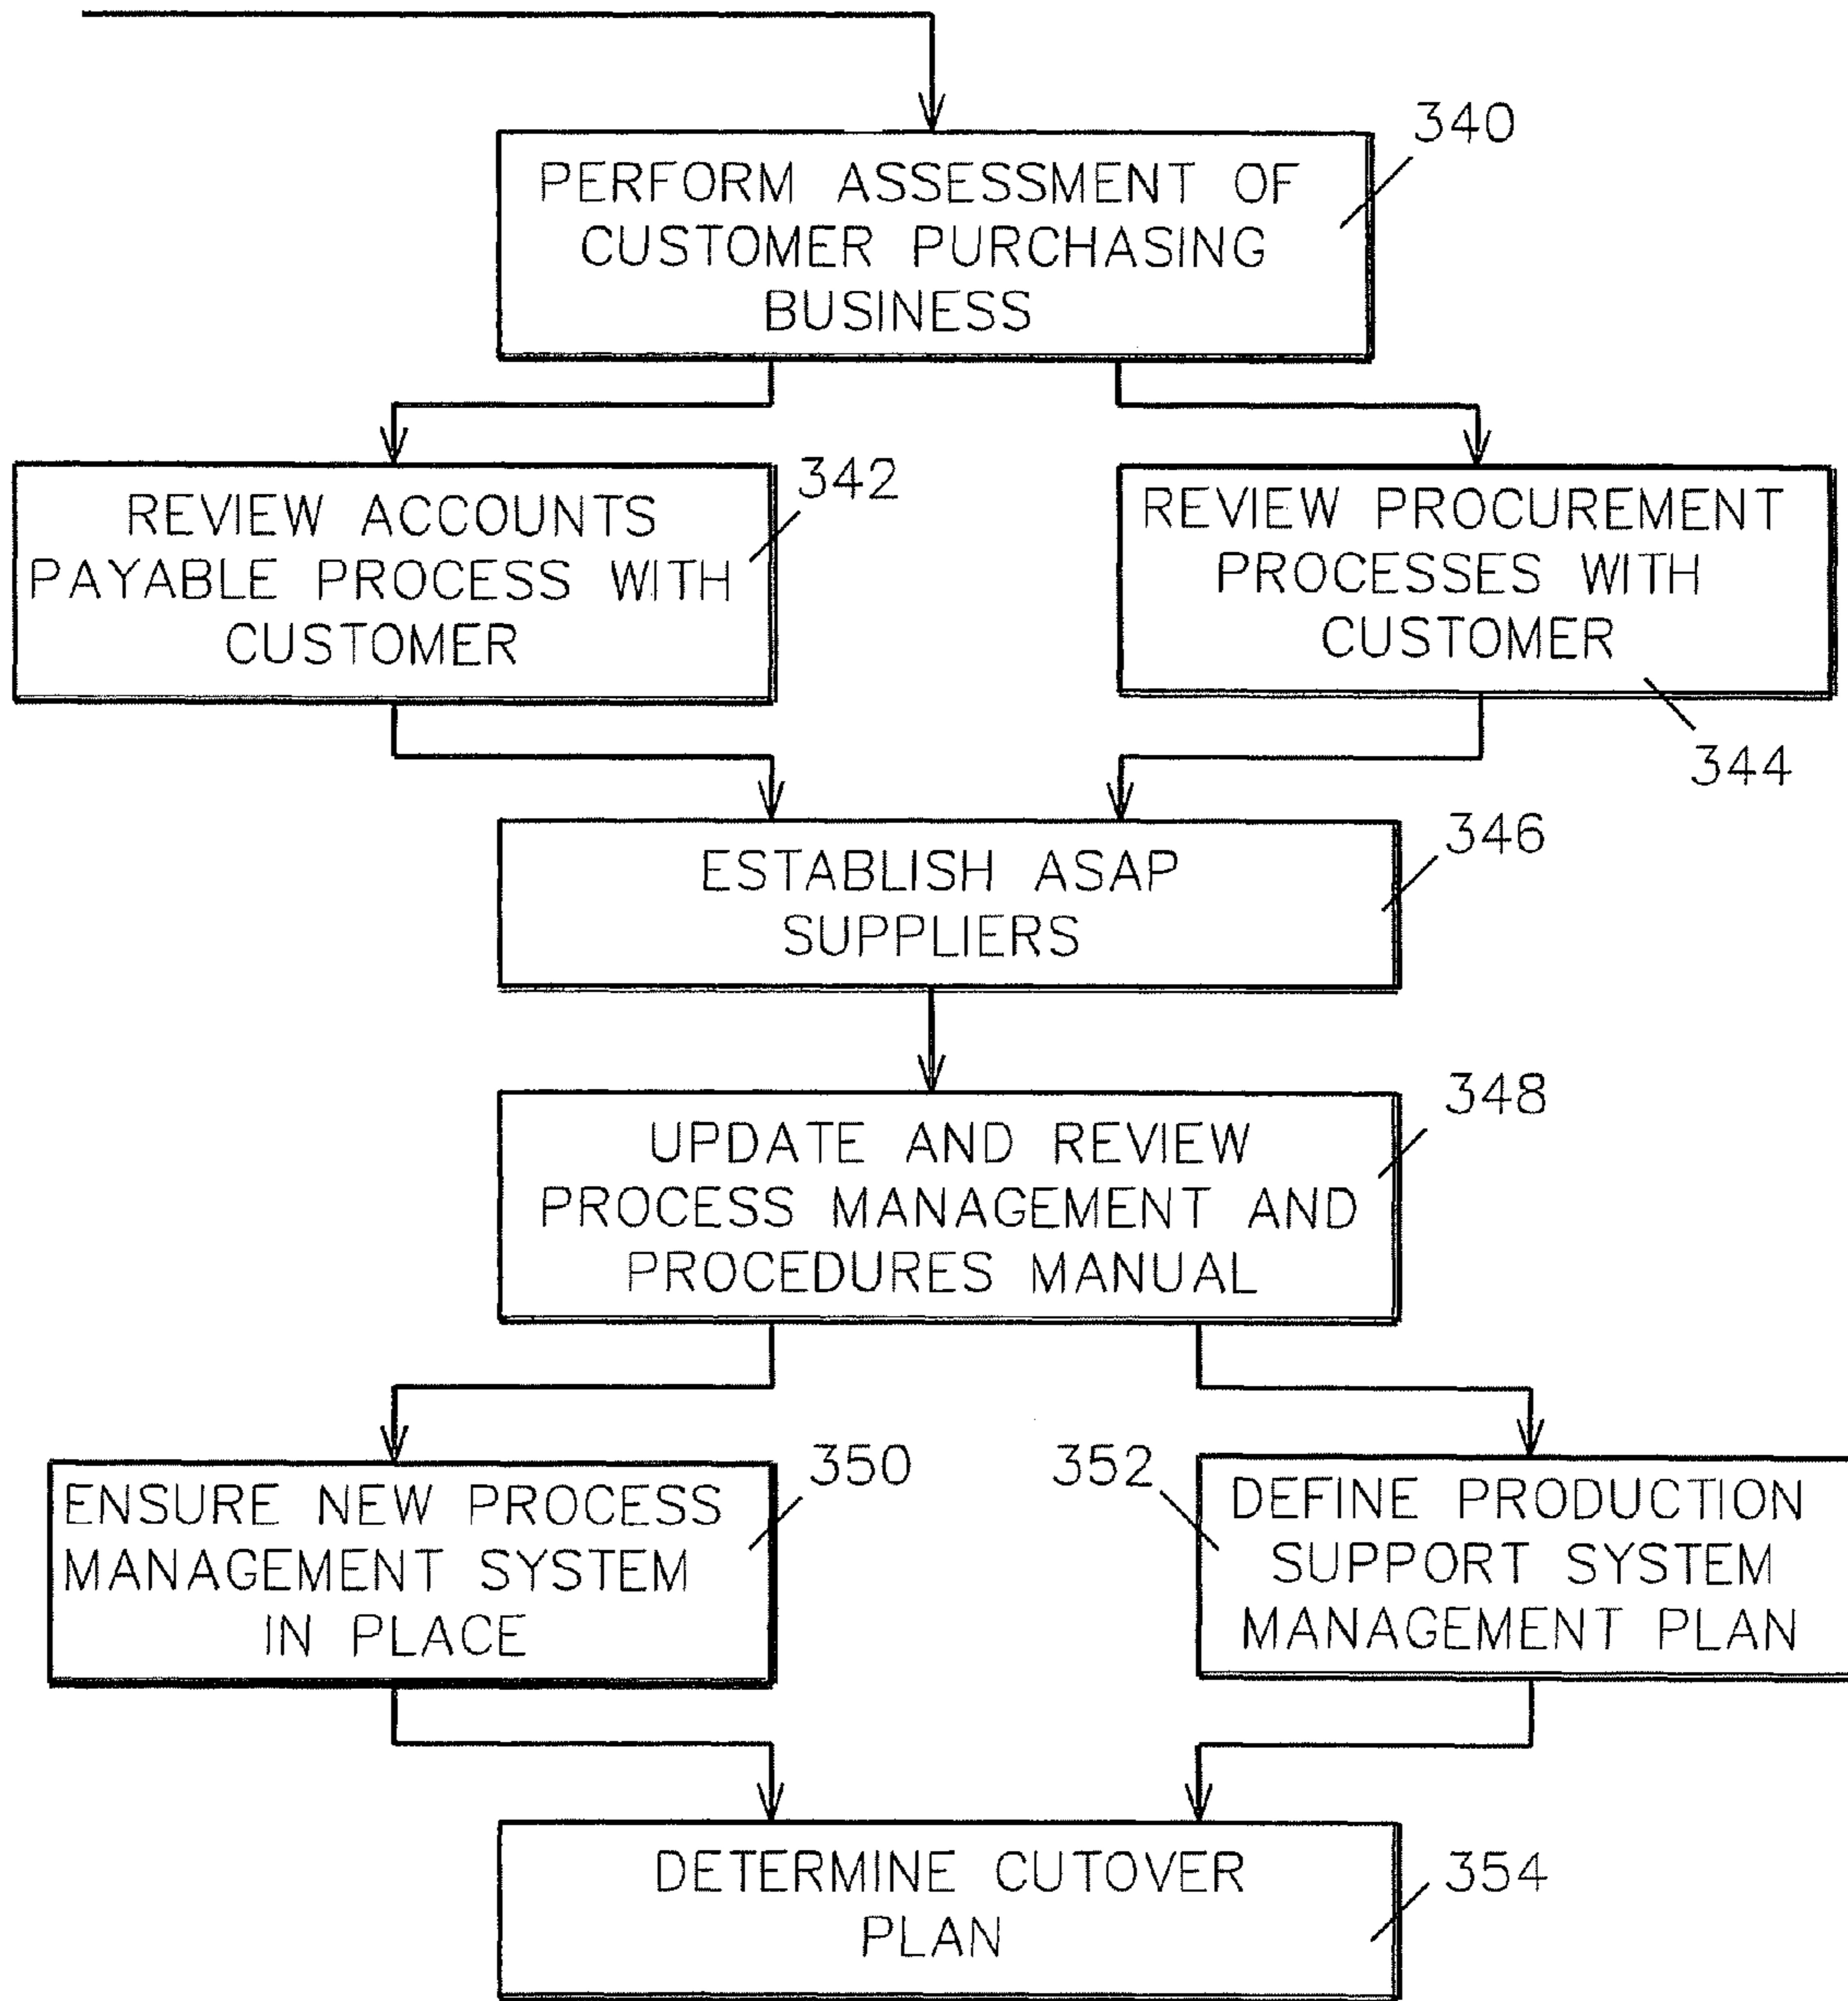 340
PERFORM ASSESSMENT OF
CUSTOMER PURCHASING
BUSINESS
342
REVIEW ACCOUNTS
PAYABLE PROCESS WITH
CUSTOMER
REVIEW PROCUREMENT
PROCESSES WITH
CUSTOMER
344
346
ESTABLISH ASAP
SUPPLIERS
348
UPDATE AND REVIEW
PROCESS MANAGEMENT AND
PROCEDURES MANUAL
350
ENSURE NEW PROCESS
MANAGEMENT SYSTEM
IN PLACE
352
DEFINE PRODUCTION
SUPPORT SYSTEM
MANAGEMENT PLAN
DETERMINE CUTOVER
PLAN
354